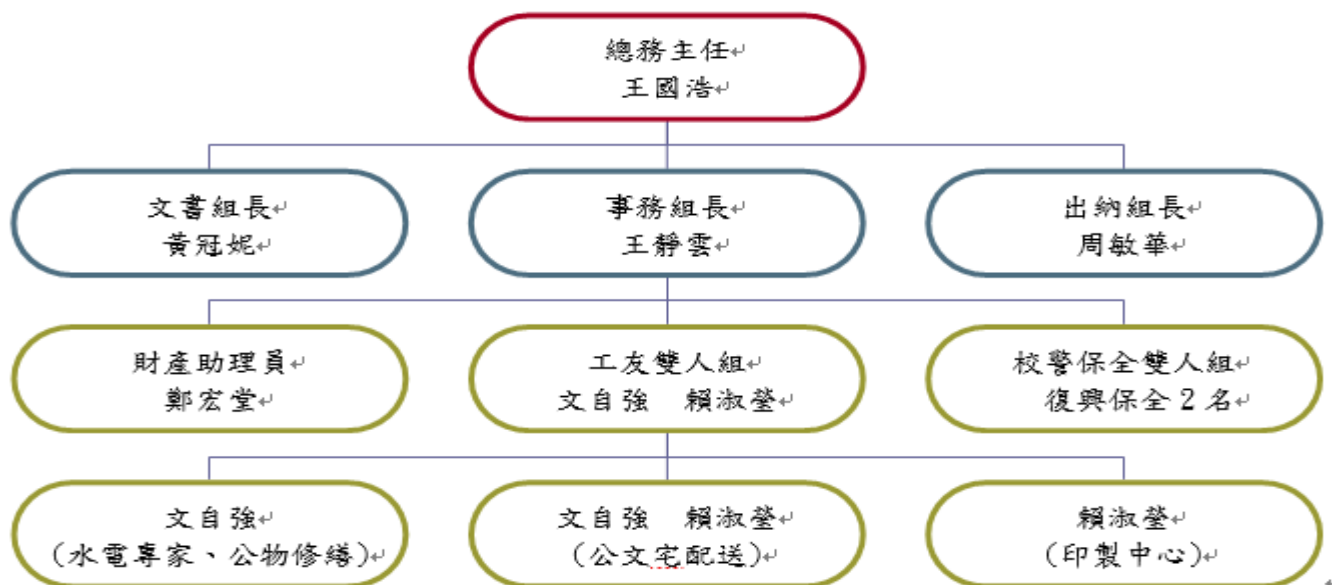 總務主任
王國浩
文書組長
黃冠妮
事務組長
王靜雲
出納組長
周敏華
財產助理員
鄭宏堂
工友雙人組
文自強　賴淑瑩
校警保全雙人組
復興保全2名
文自強
(水電專家、公物修繕)
文自強　賴淑瑩
(公文宅配送)
賴淑瑩
(印製中心)